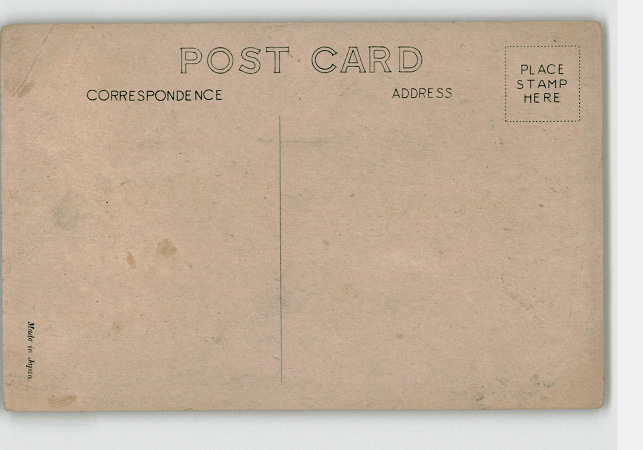 POST CARD
CORRESPONDENCE
ADDRESS
PLACE
STAMP
HERE
Made in Japan.